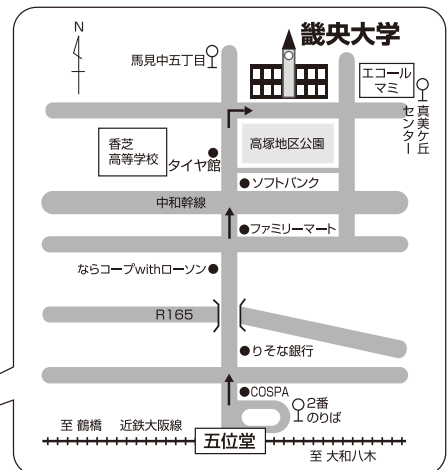 N
畿央大学
馬見中五丁目
エコール
マミ
真美ケ丘
センター
香芝
高等学校
タイヤ館
高塚地区公園
ソフトバンク
中和幹線
ファミリーマート
ならコープwithローソン
R165
りそな銀行
COSPA
2番
のりば
至 鶴橋
近鉄大阪線
五位堂
至 大和八木